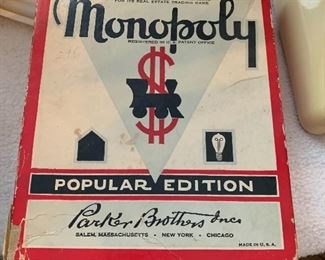 FOR ITS REAL ESTATE TRADING GAME
Monopoly
REGISTERED IN U.S. PATENT OFFICE
$
POPULAR EDITION
Parker Brothers Inc.
SALEM, MASSACHUSETTS • NEW YORK • CHICAGO
MADE IN U.S.A.